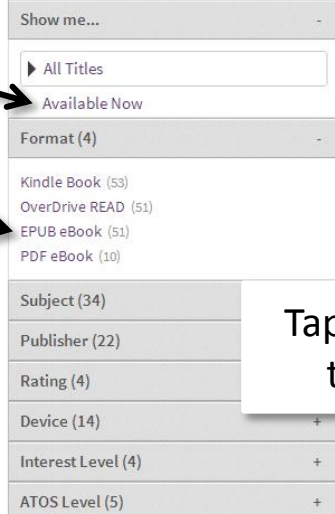 Show me... -
All Titles
Available Now
Format (4) -
Kindle Book (53)
OverDrive READ (51)
EPUB eBook (51)
PDF eBook (10)
Subject (34)
Publisher (22)
Rating (4)
Device (14) +
Interest Level (4) +
ATOS Level (5) +